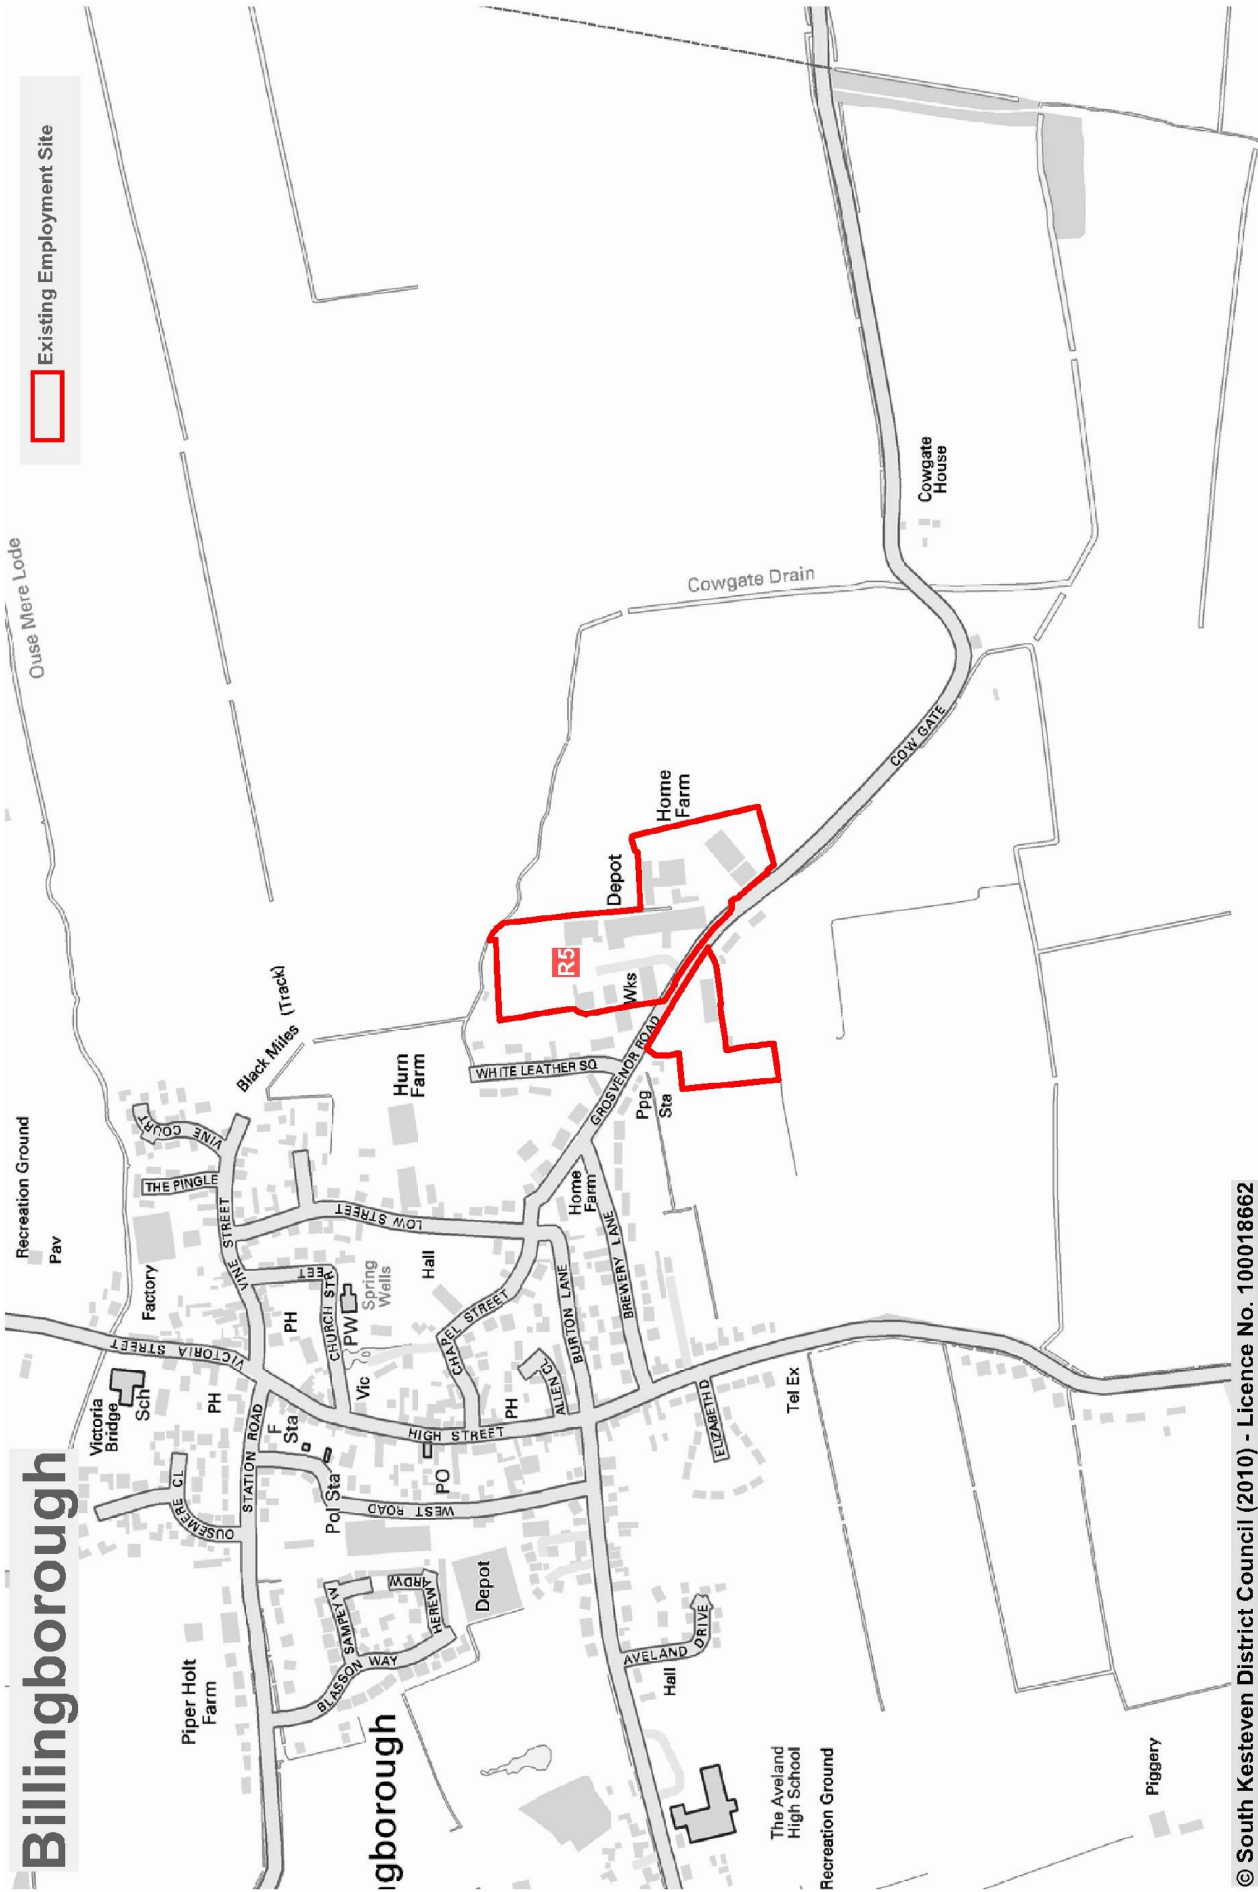 Billingborough
Existing Employment Site
Ouse Mere Lode
Recreation Ground
Pav
Victoria
Bridge
Sch
VICTORIA STREET
Factory
THE PINGLE
VINE COURT
VINE STREET
Black Miles
(Track)
OUSEMERE CL
STATION ROAD
PH
PH
F
Sta
Pol Sta
CHURCH STREET
PW
Spring
Wells
Vic
Hall
LOW STREET
Hurn
Farm
Piper Holt
Farm
BLASSON WAY
SAMPEY W
HEREWARD W
Depot
WEST ROAD
PO
HIGH STREET
CHAPEL STREET
PH
ALLEN CL
BURTON LANE
BREWERY LANE
Home
Farm
GROSVENOR ROAD
WHITE LEATHER SQ
Ppg
Sta
Wks
R5
Depot
Home
Farm
Cowgate Drain
COW GATE
Cowgate
House
ngborough
AVELAND DRIVE
Hall
ELIZABETH D
Tel Ex
The Aveland
High School
Recreation Ground
Piggery
© South Kesteven District Council (2010) - Licence No. 100018662